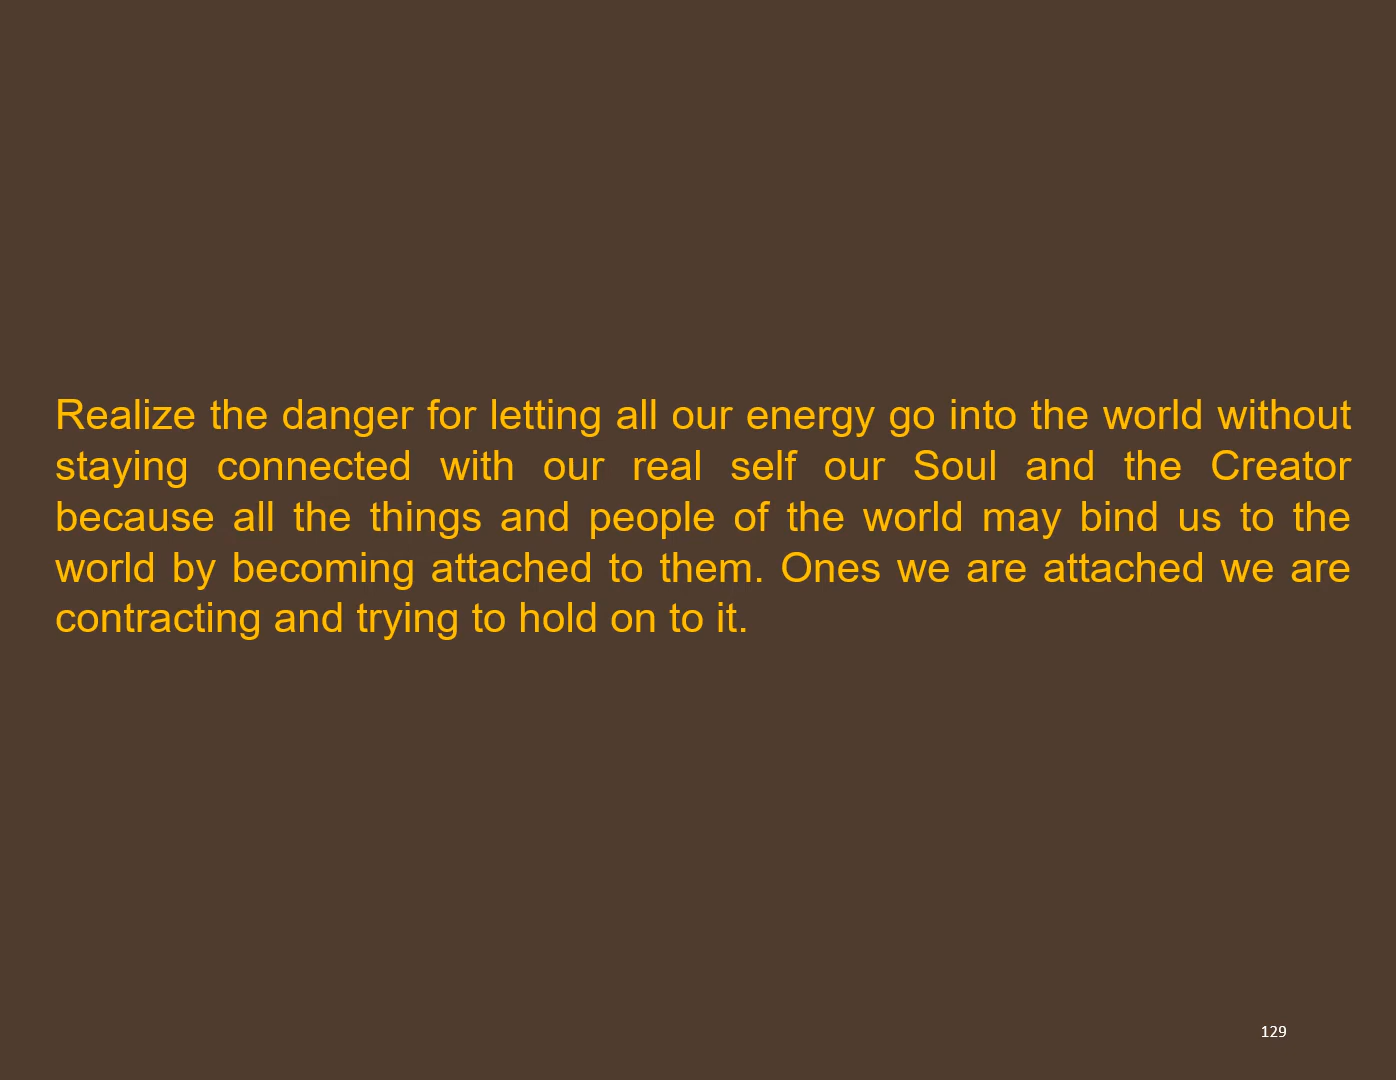 Realize the danger for letting all our energy go into the world without
staying connected with our real self our Soul and the Creator
because all the things and people of the world may bind us to the
world by becoming attached to them. Ones we are attached we are
contracting and trying to hold on to it.
129